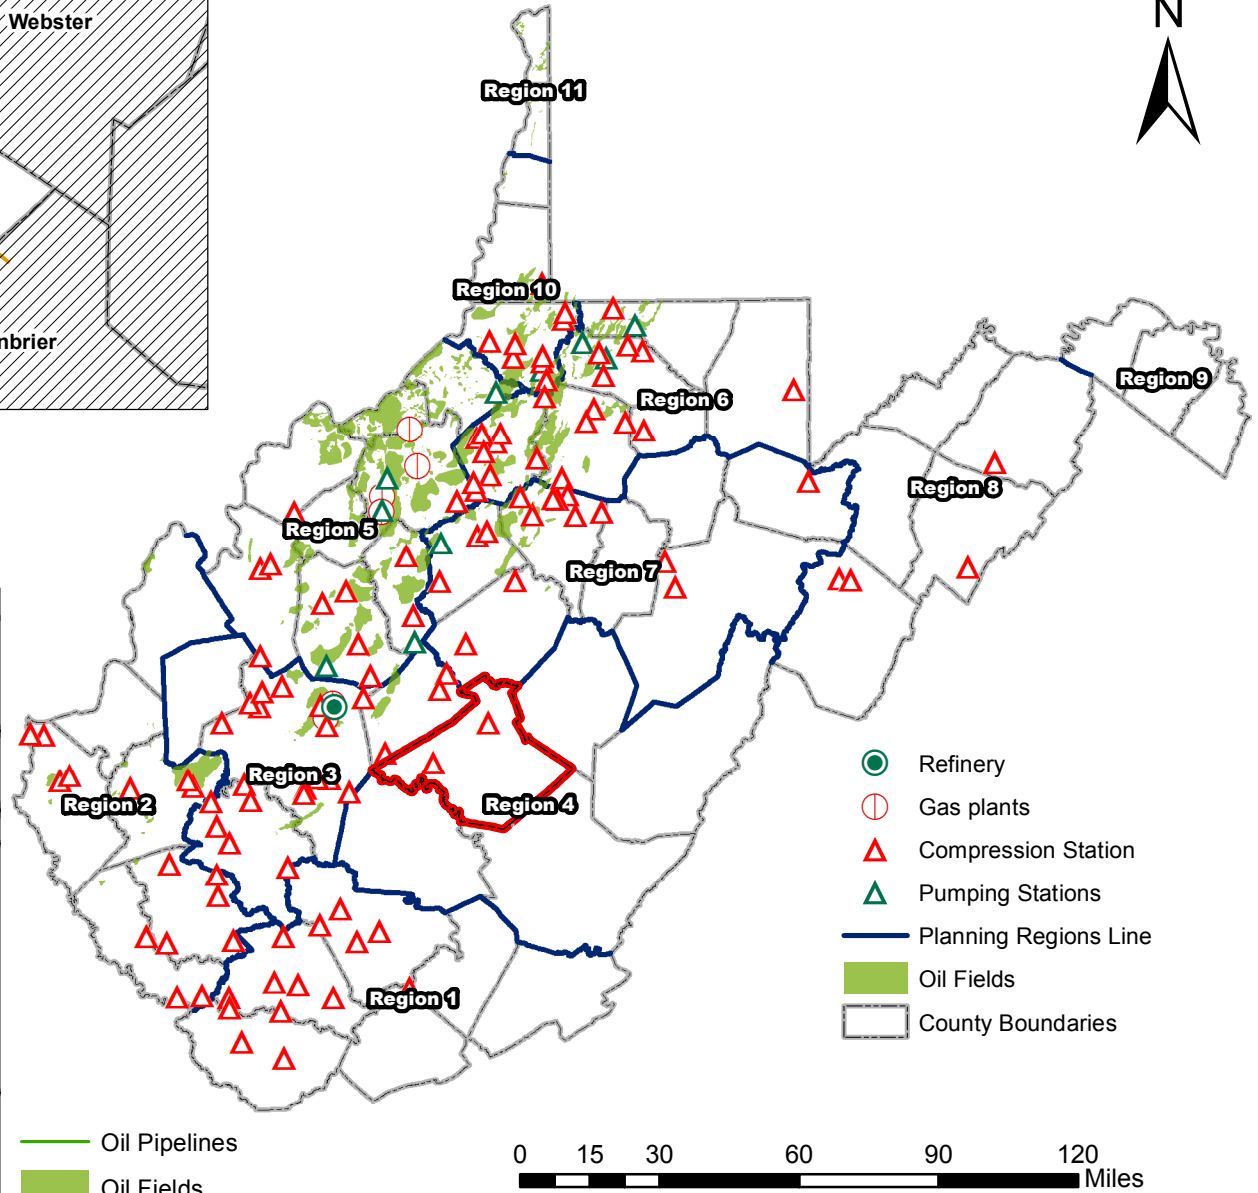 Webster
N
Region 11
nbrier
Region 10
Region 9
Region 6
Region 8
Region 5
Region 7
Refinery
Region 3
Region 2
Region 4
Gas plants
Compression Station
Pumping Stations
Planning Regions Line
Oil Fields
Region 1
County Boundaries
Oil Pipelines
Oil Fields
0 15 30 60 90 120
Miles